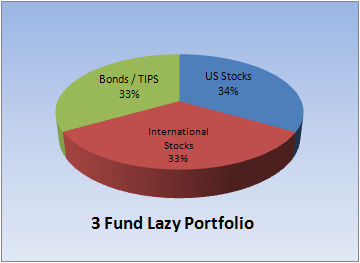 Bonds / TIPS
33%
US Stocks
34%
International
Stocks
33%
3 Fund Lazy Portfolio